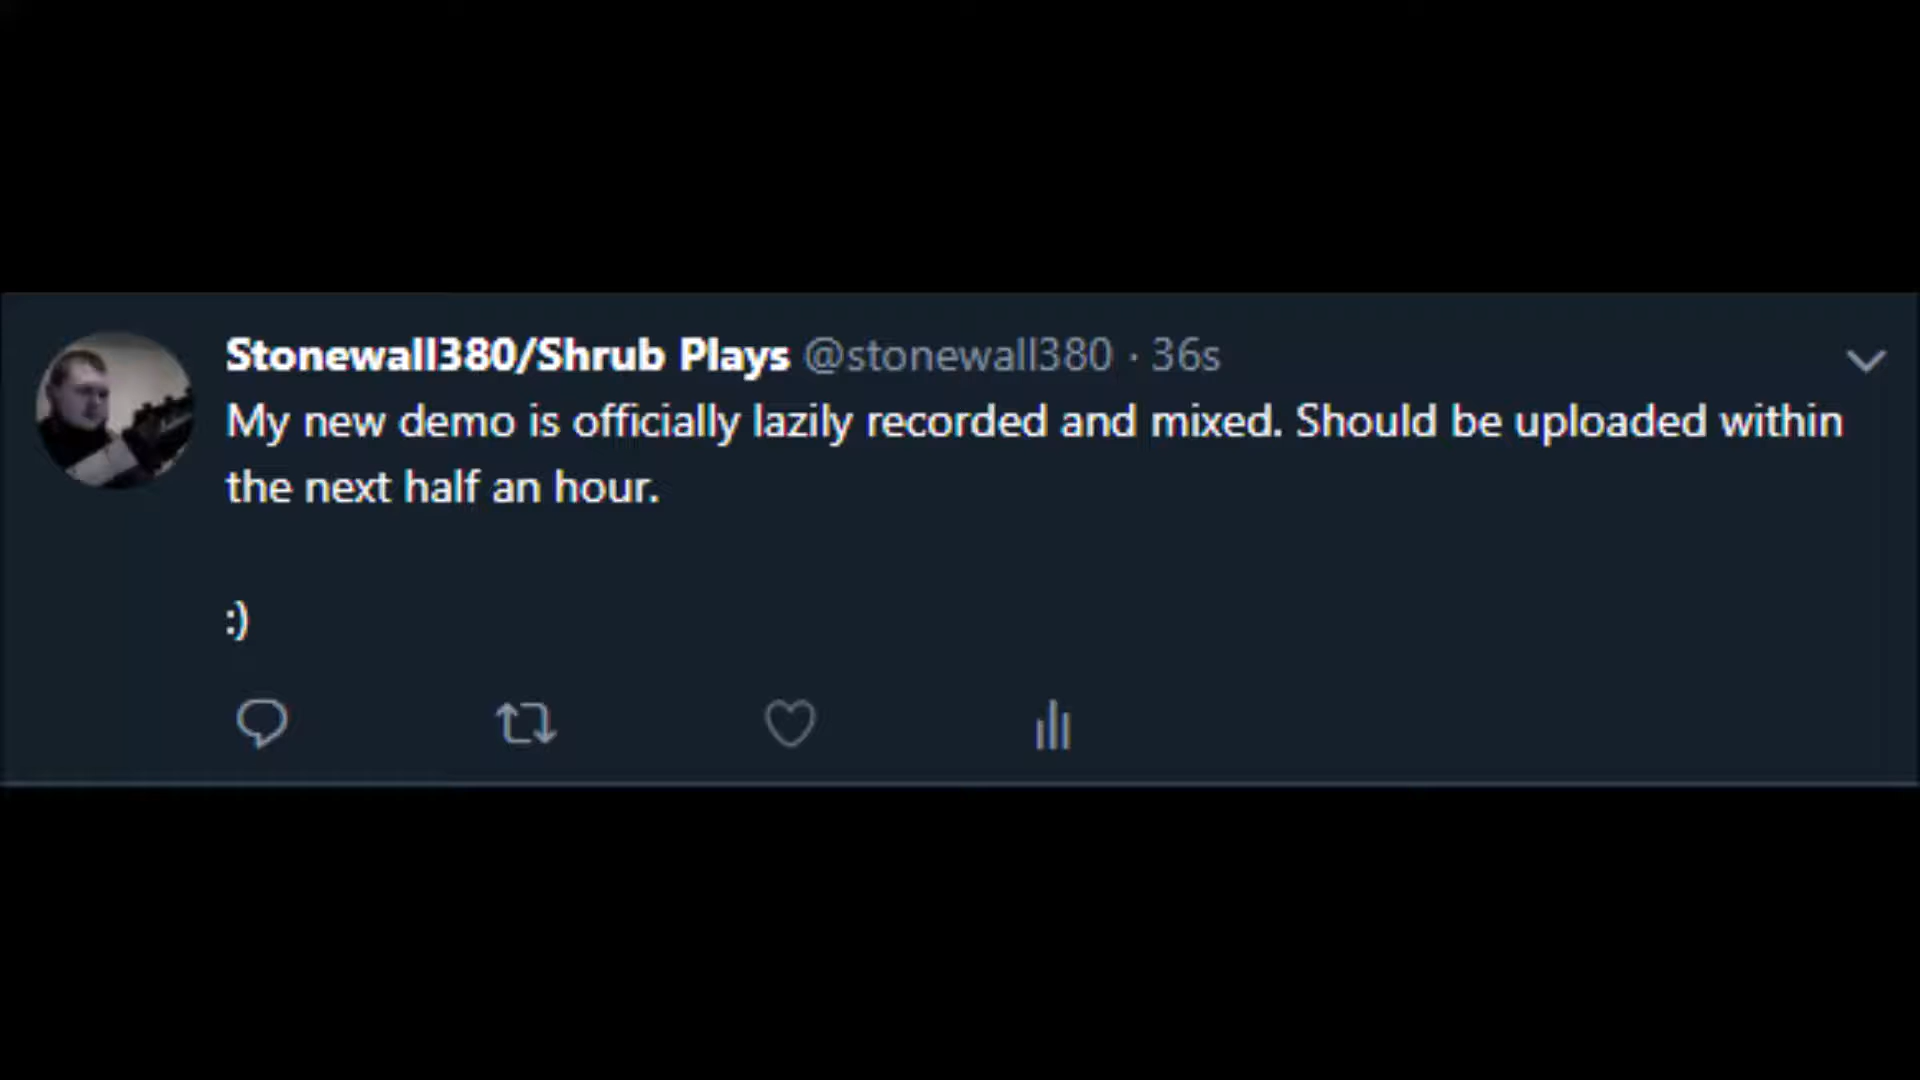 Stonewall380/Shrub Plays @stonewall380 · 36s
My new demo is officially lazily recorded and mixed. Should be uploaded within
the next half an hour.
:)